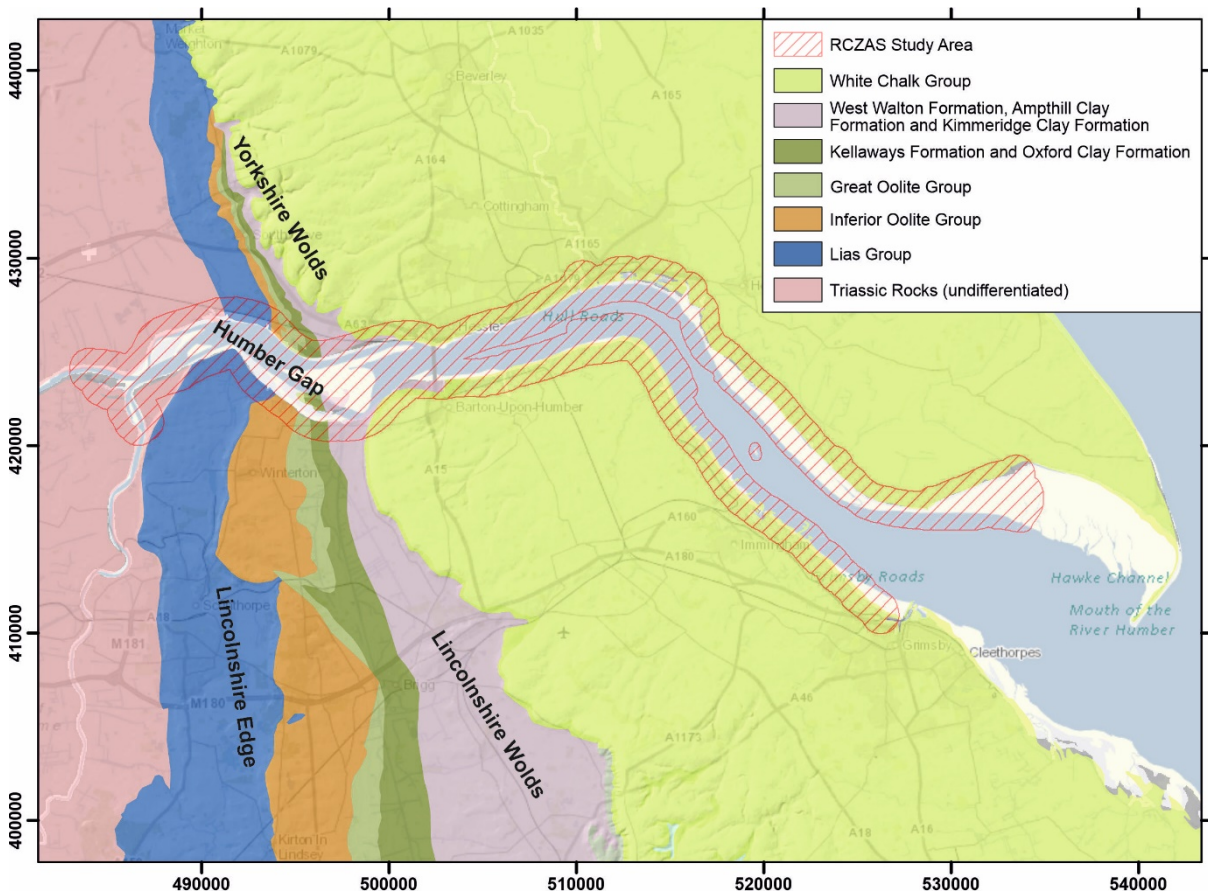 Market
Weighton
A1079
A1035
Beverley
A165
A164
Cottingham
A1165
Yorkshire Wolds
A63
Hull Roads
Humber Gap
Barton-Upon-Humber
A15
Winterton
A160
Immingham
A180
Lincolnshire Edge
M181
A18
M180
Brigg
Lincolnshire Wolds
Grimsby
Cleethorpes
Hawke Channel
Mouth of the
River Humber
A46
A1173
A18
A16
Kirton in
Lindsey
RCZAS Study Area
White Chalk Group
West Walton Formation, Ampthill Clay
Formation and Kimmeridge Clay Formation
Kellaways Formation and Oxford Clay Formation
Great Oolite Group
Inferior Oolite Group
Lias Group
Triassic Rocks (undifferentiated)
440000
430000
420000
410000
400000
490000
500000
510000
520000
530000
540000